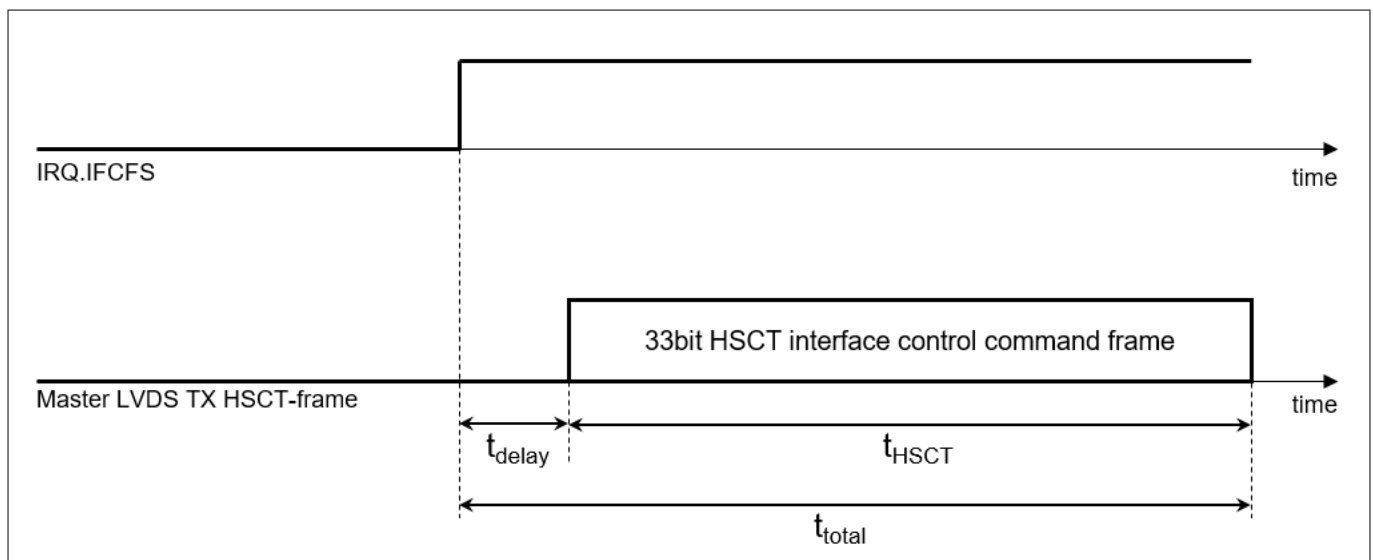 IRQ.IFCFS
time
33bit HSCT interface control command frame
Master LVDS TX HSCT-frame
time
tdelay
tHSCT
ttotal